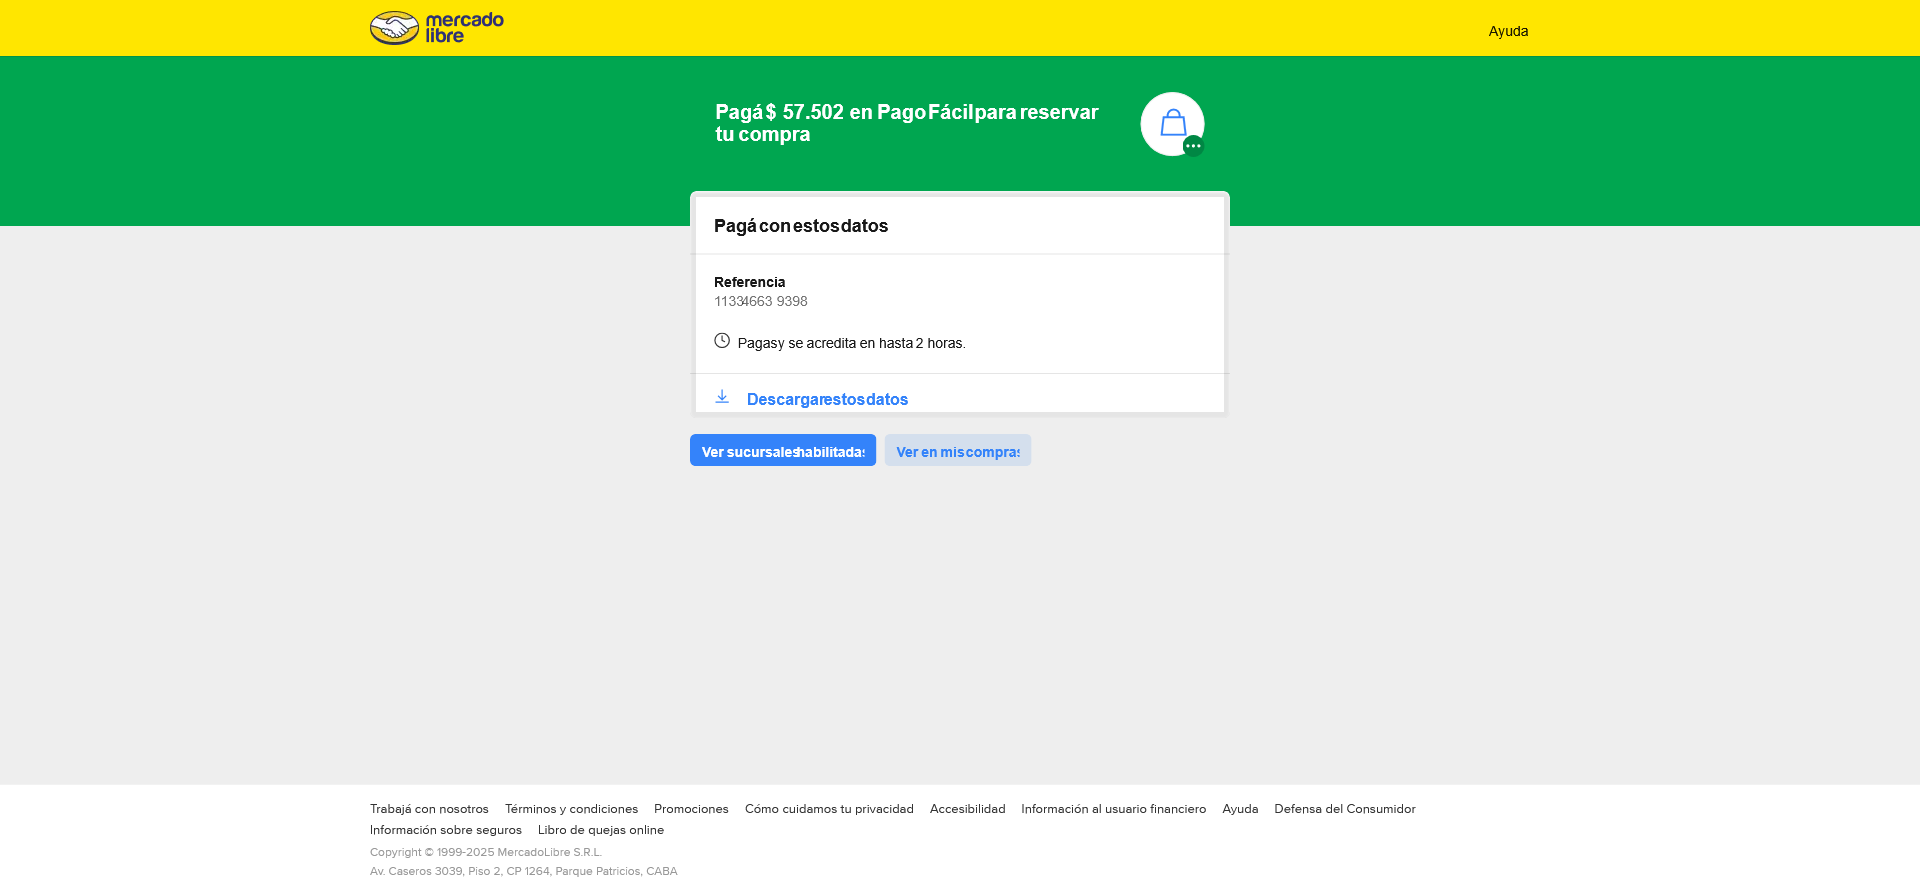 mercado
libre
Ayuda
Pagá $ 57.502 en Pago Fácil para reservar
tu compra
Pagá con estos datos
Referencia
11334663 9398
Pagas y se acredita en hasta 2 horas.
Descargar estos datos
Ver sucursales habilitadas
Ver en mis compras
Trabajá con nosotros Términos y condiciones Promociones Cómo cuidamos tu privacidad Accesibilidad Información al usuario financiero Ayuda Defensa del Consumidor
Información sobre seguros Libro de quejas online
Copyright © 1999-2025 MercadoLibre S.R.L.
Av. Caseros 3039, Piso 2, CP 1264, Parque Patricios, CABA